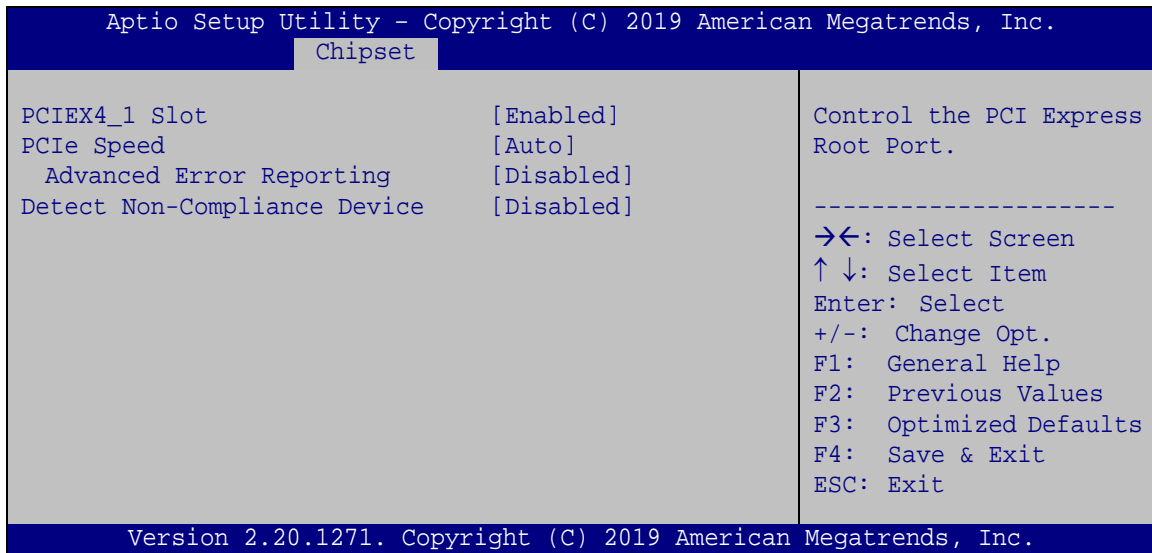 Aptio Setup Utility – Copyright (C) 2019 American Megatrends, Inc.
Chipset
PCIEX4_1 Slot [Enabled]
PCIe Speed [Auto]
Advanced Error Reporting [Disabled]
Detect Non-Compliance Device [Disabled]
Control the PCI Express
Root Port.
---------------------
→←: Select Screen
↑ ↓: Select Item
Enter: Select
+/-: Change Opt.
F1: General Help
F2: Previous Values
F3: Optimized Defaults
F4: Save & Exit
ESC: Exit
Version 2.20.1271. Copyright (C) 2019 American Megatrends, Inc.